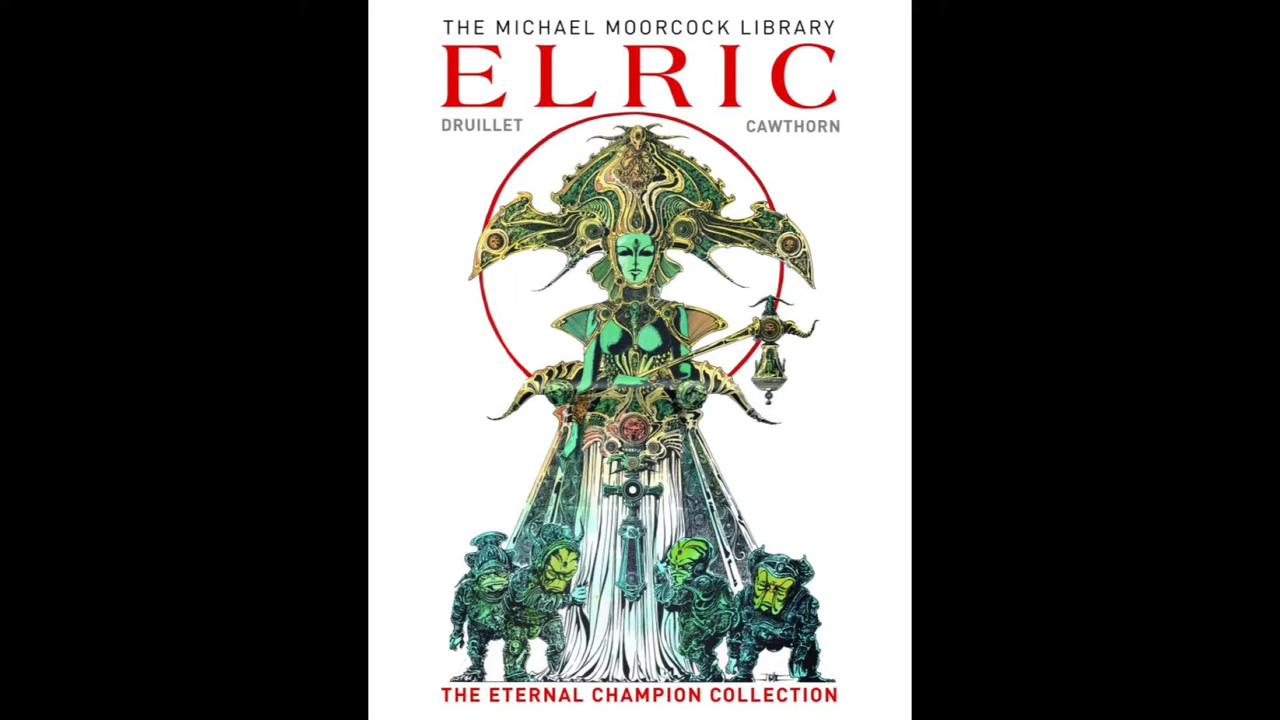 THE MICHAEL MOORCOCK LIBRARY
ELRIC
DRUILLET CAWTHORN
THE ETERNAL CHAMPION COLLECTION